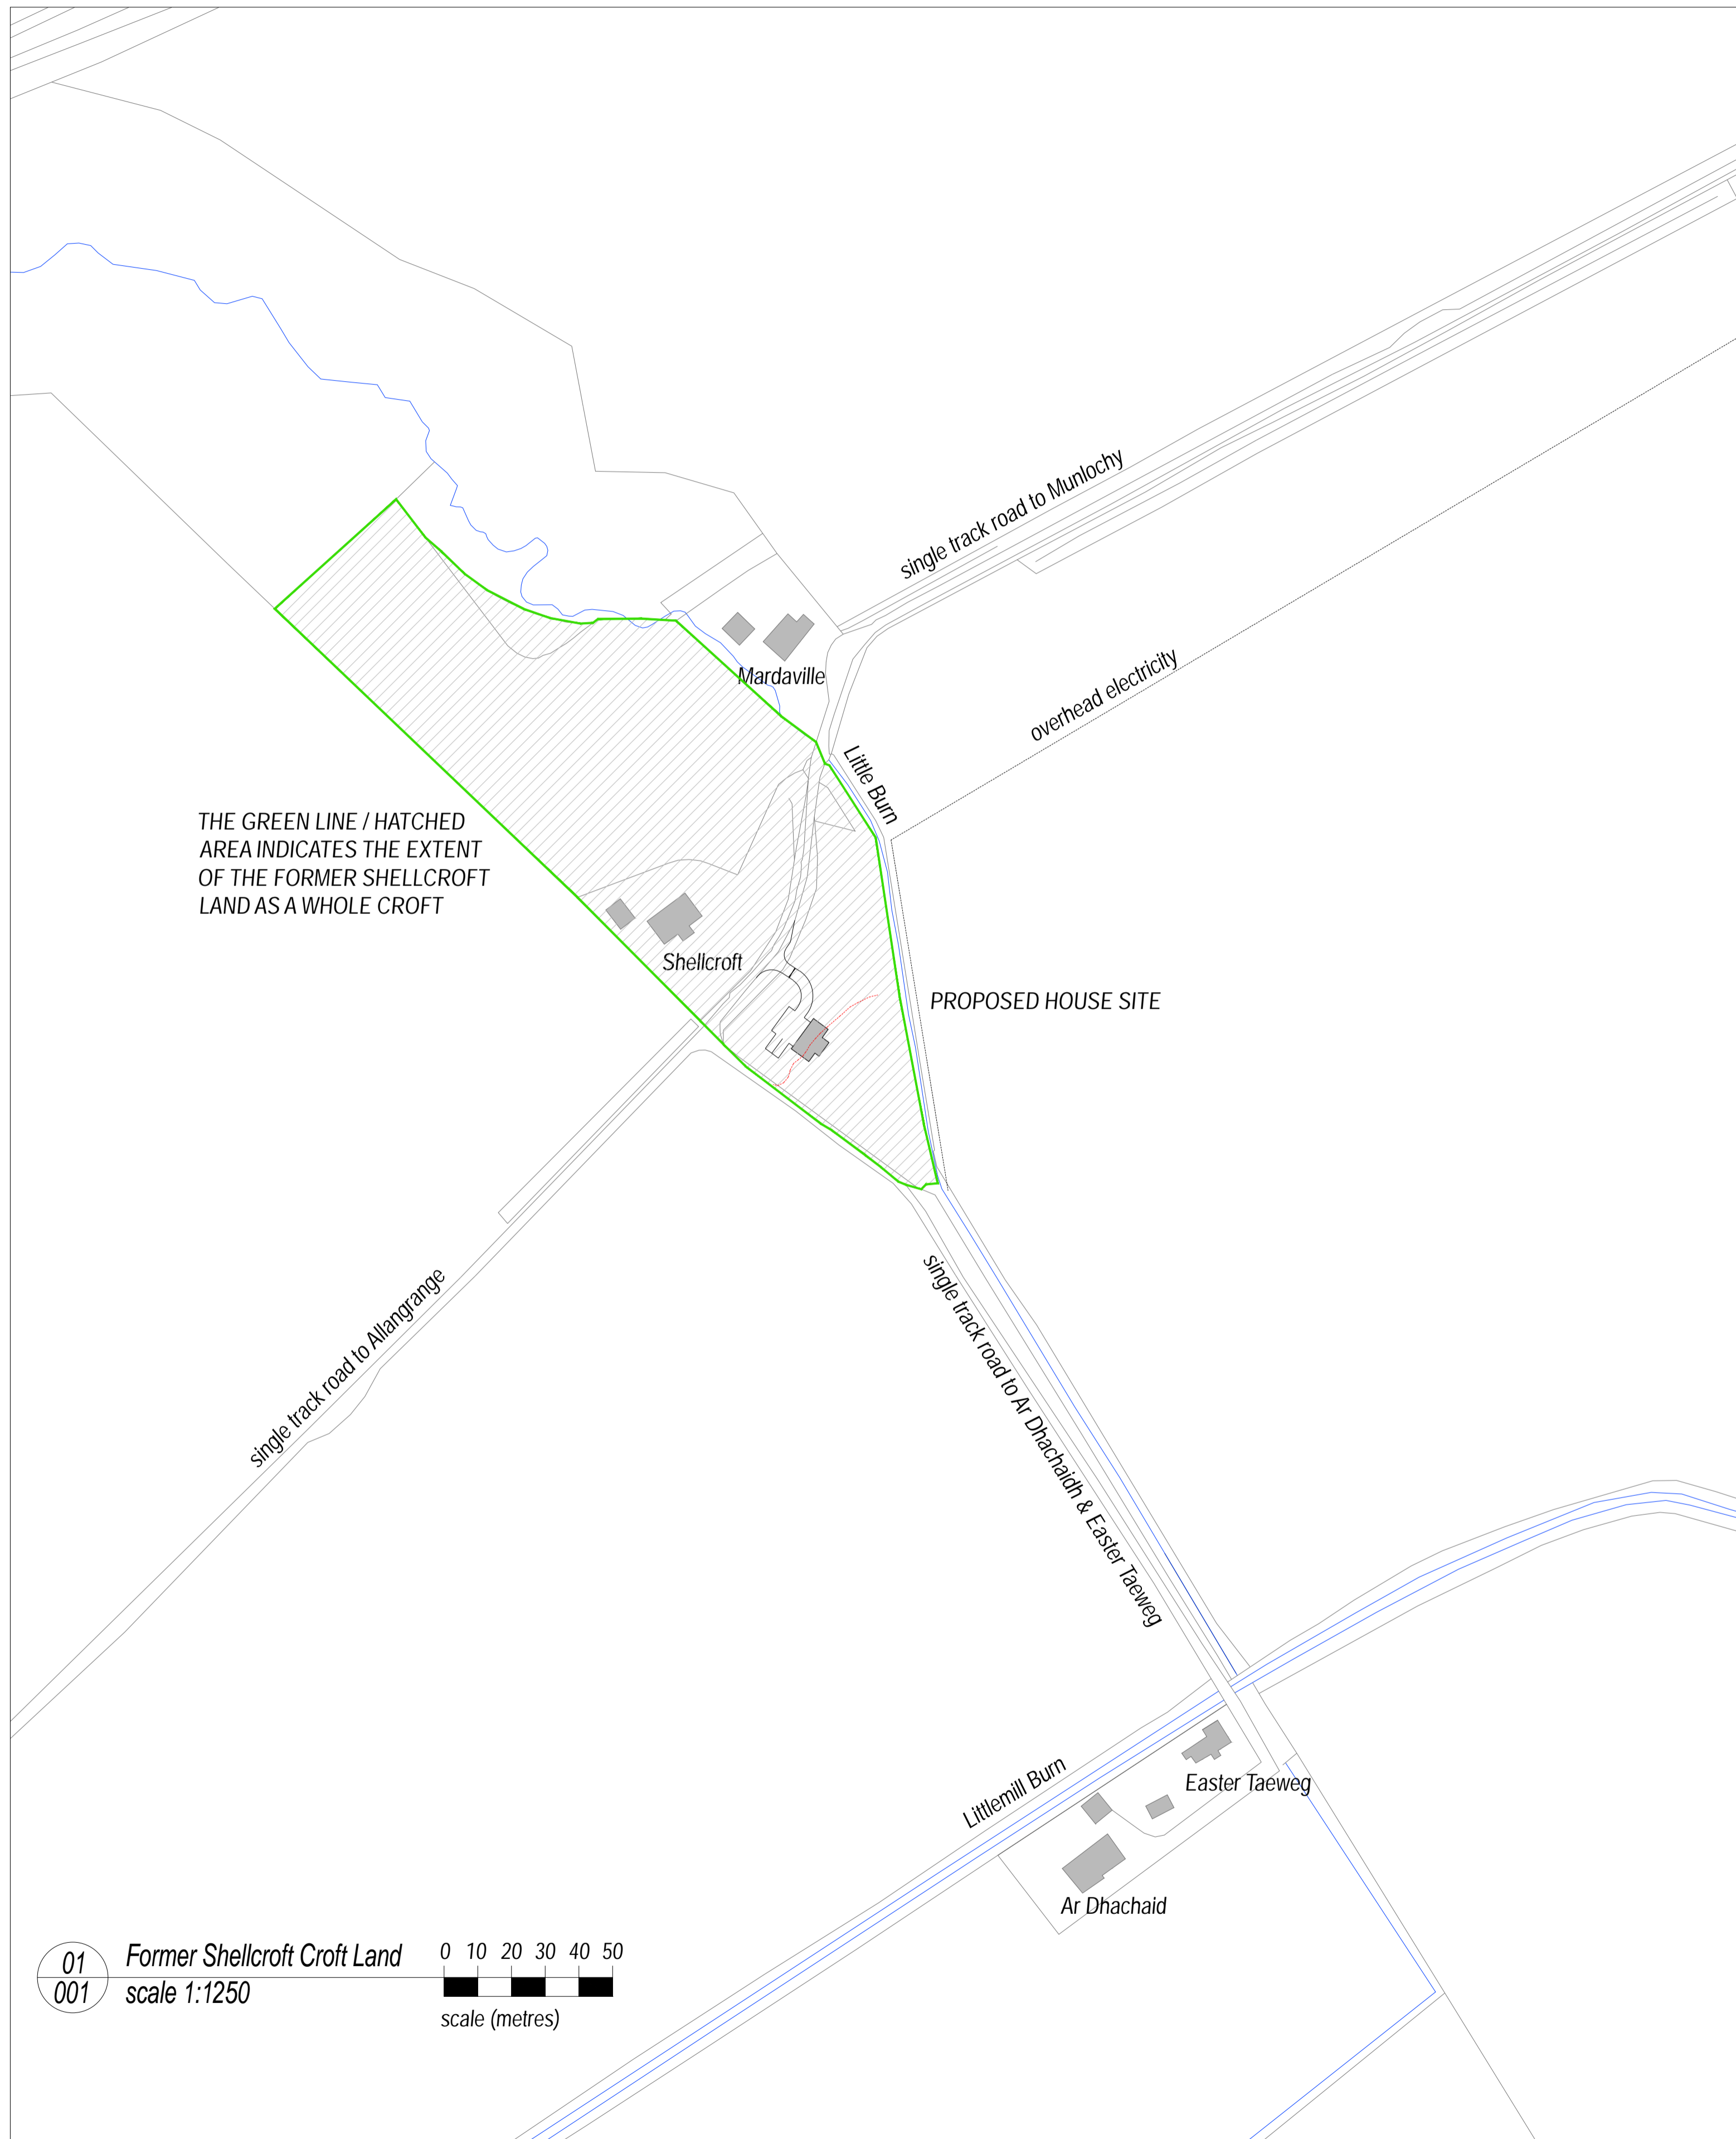 single track road to Munlochy
Mardaville
overhead electricity
Little Burn
THE GREEN LINE / HATCHED
AREA INDICATES THE EXTENT
OF THE FORMER SHELLCROFT
LAND AS A WHOLE CROFT
Shellcroft
PROPOSED HOUSE SITE
single track road to Allangrange
single track road to Ar Dhachaidh & Easter Taeweg
Littlemill Burn
Easter Taeweg
Ar Dhachaid
01
001
Former Shellcroft Croft Land
scale 1:1250
0 10 20 30 40 50
scale (metres)